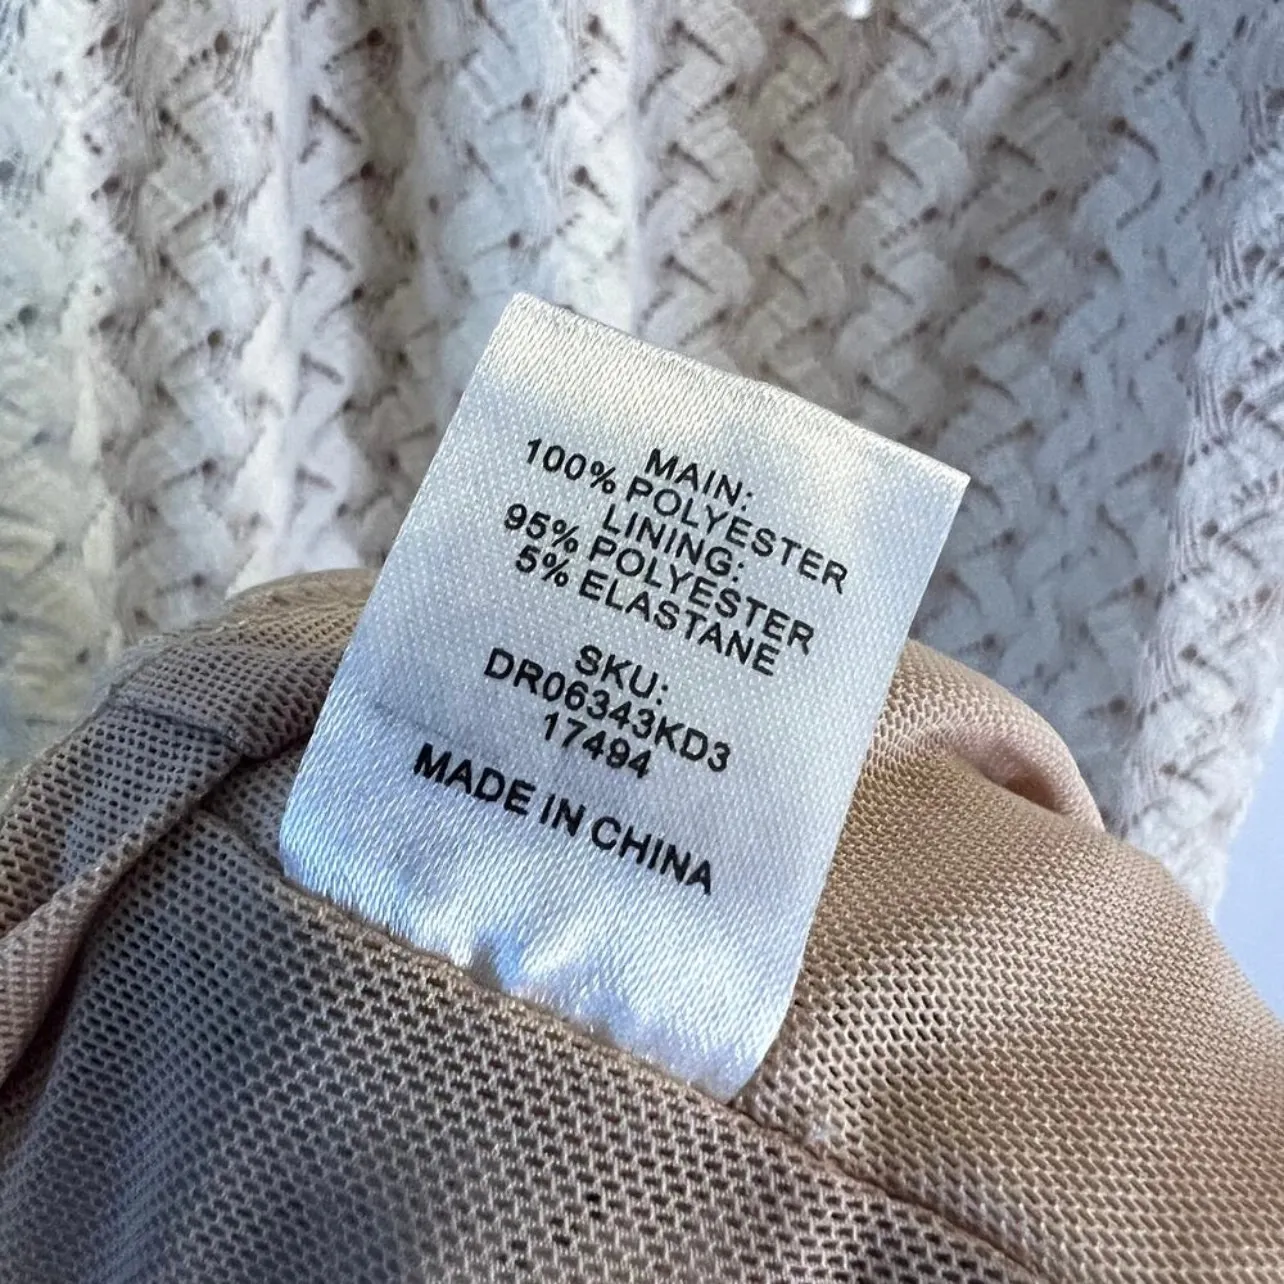 MAIN:
100% POLYESTER
LINING:
95% POLYESTER
5% ELASTANE
SKU:
DR06343KD3
17494
MADE IN CHINA